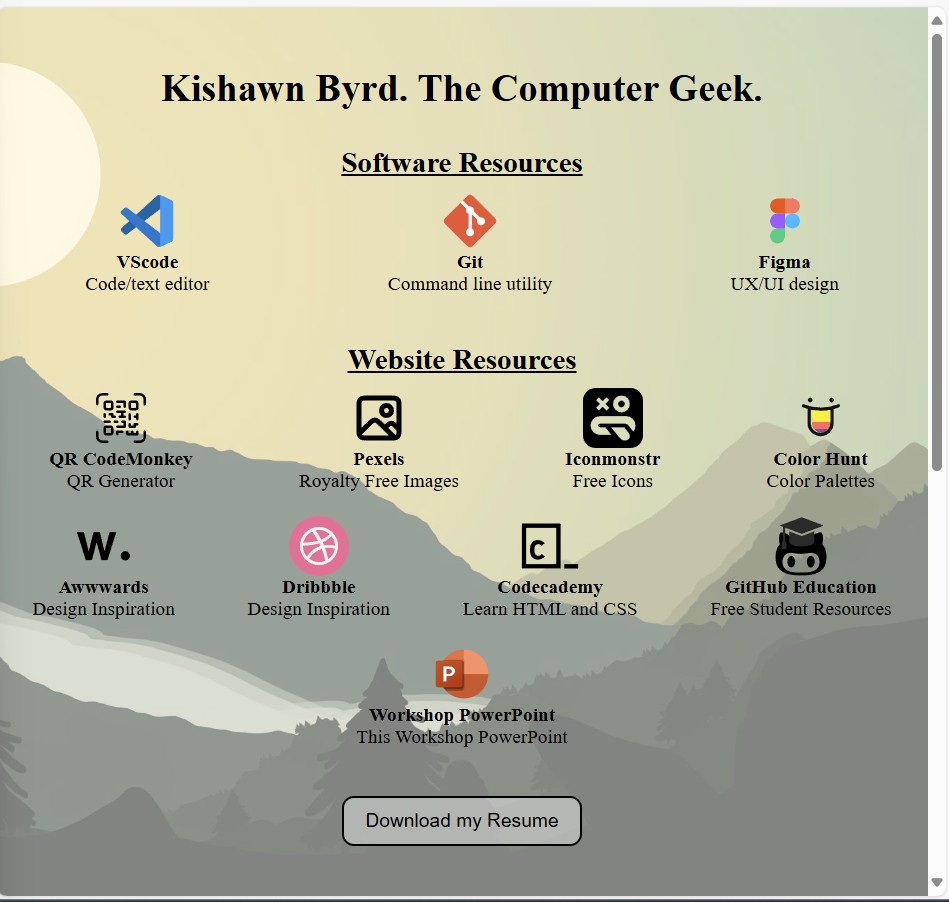 Kishawn Byrd. The Computer Geek.
Software Resources
VScode
Code/text editor
Git
Command line utility
Figma
UX/UI design
Website Resources
QR CodeMonkey
QR Generator
Pexels
Royalty Free Images
Iconmonstr
Free Icons
Color Hunt
Color Palettes
W.
Awwwards
Design Inspiration
Dribbble
Design Inspiration
C_
Codecademy
Learn HTML and CSS
GitHub Education
Free Student Resources
P
Workshop PowerPoint
This Workshop PowerPoint
Download my Resume